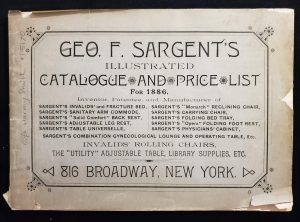 GEO. F. SARGENT'S
ILLUSTRATED
CATALOGUE AND PRICE LIST
FOR 1886.
Inventor, Patentee, and Manufacturer of
SARGENT'S INVALIDS' and FRACTURE BED,
SARGENT'S SANITARY ARM COMMODE,
SARGENT'S "Solid Comfort" BACK REST,
SARGENT'S ADJUSTABLE LEG REST,
SARGENT'S TABLE UNIVERSELLE,
SARGENT'S "Monarch" RECLINING CHAIR,
SARGENT'S CARRYING CHAIR,
SARGENT'S FOLDING BED TRAY,
SARGENT'S FOLDING FOOT REST,
SARGENT'S PHYSICIANS' CABINET,
SARGENT'S COMBINATION GYNECOLOGICAL LOUNGE AND OPERATING TABLE, Etc.
INVALIDS' ROLLING CHAIRS,
THE "UTILITY" ADJUSTABLE TABLE, LIBRARY SUPPLIES, ETC.
816 BROADWAY, NEW YORK.